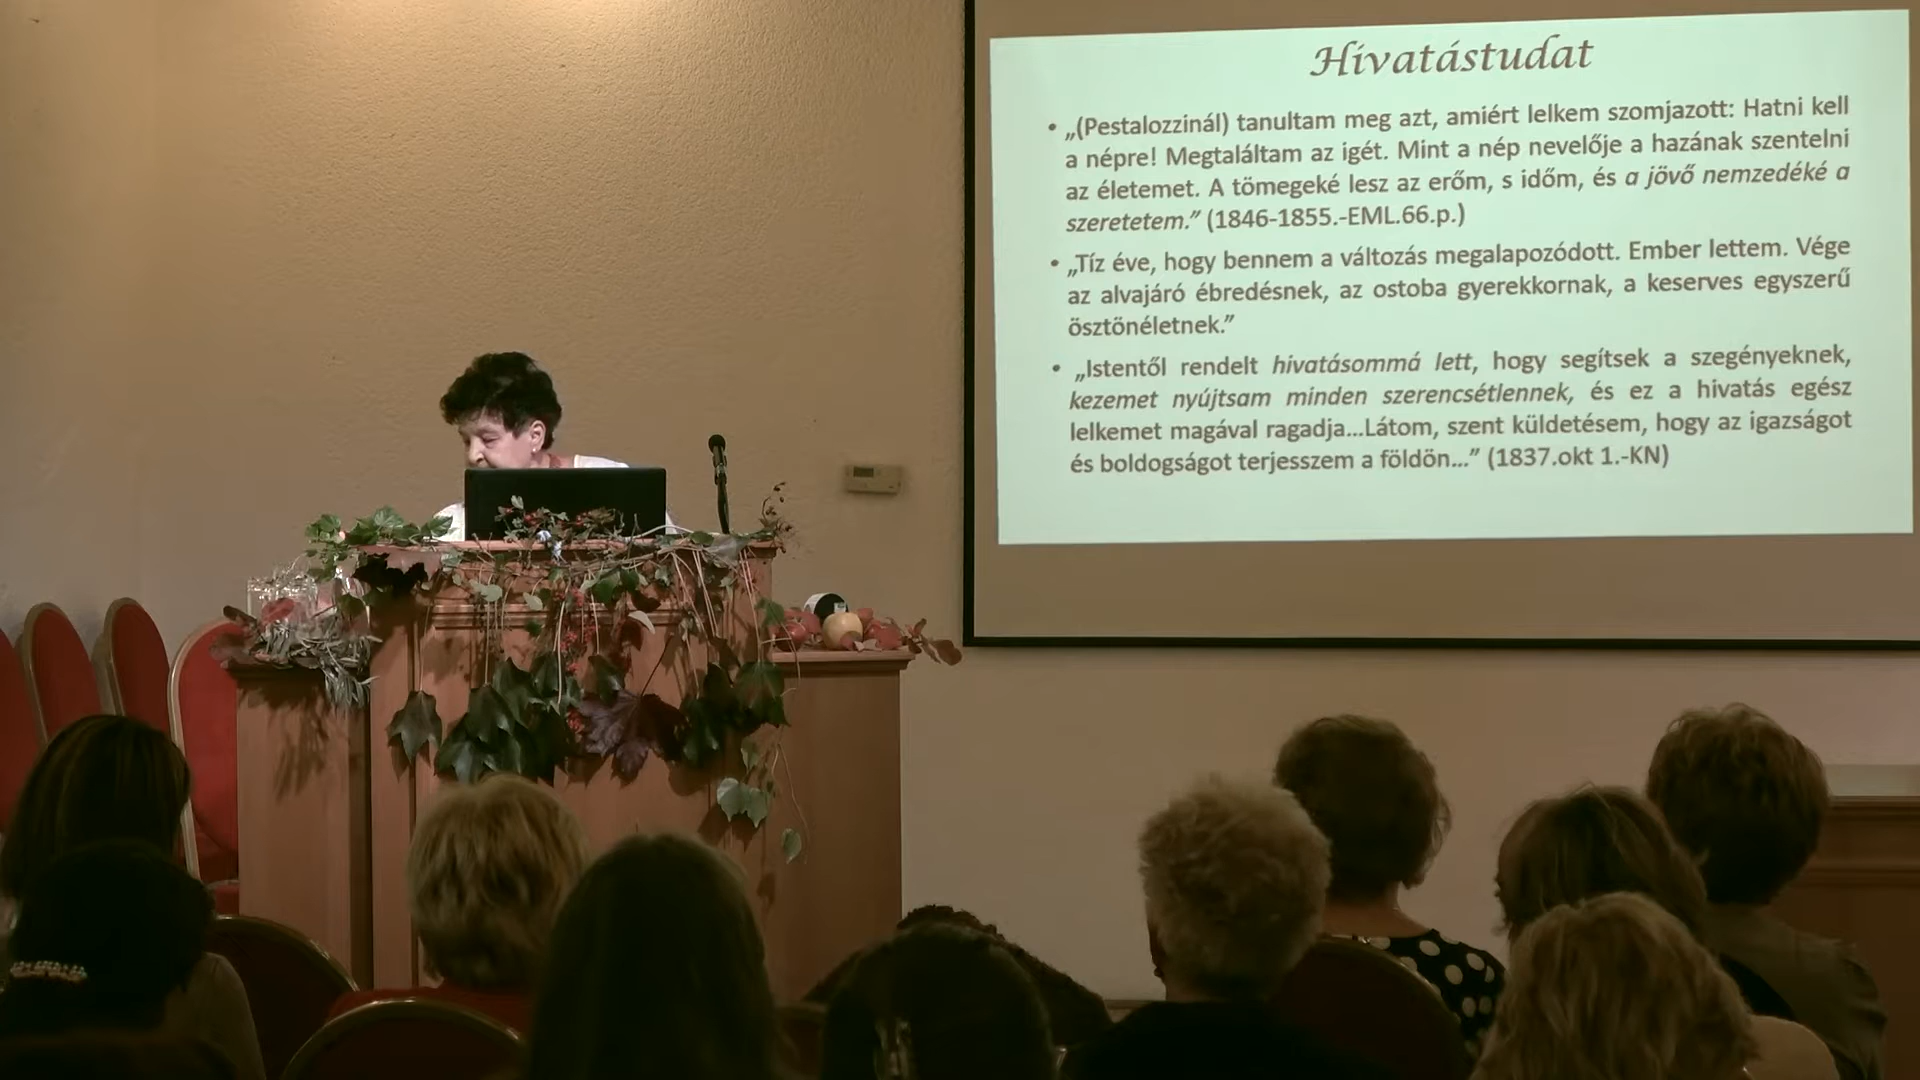 Hivatástudat
• „(Pestalozzinál) tanultam meg azt, amiért lelkem szomjazott: Hatni kell
a népre! Megtaláltam az igét. Mint a nép nevelője a hazának szentelni
az életemet. A tömegeké lesz az erőm, s időm, és a jövő nemzedéké a
szeretetem.” (1846-1855.-EML.66.p.)
• „Tíz éve, hogy bennem a változás megalapozódott. Ember lettem. Vége
az alvajáró ébredésnek, az ostoba gyerekkornak, a keserves egyszerű
ösztönéletnek.”
• „Istentől rendelt hivatásommá lett, hogy segítsek a szegényeknek,
kezemet nyújtsam minden szerencsétlennek, és ez a hivatás egész
lelkemet magával ragadja...Látom, szent küldetésem, hogy az igazságot
és boldogságot terjesszem a földön...” (1837.okt 1.-KN)